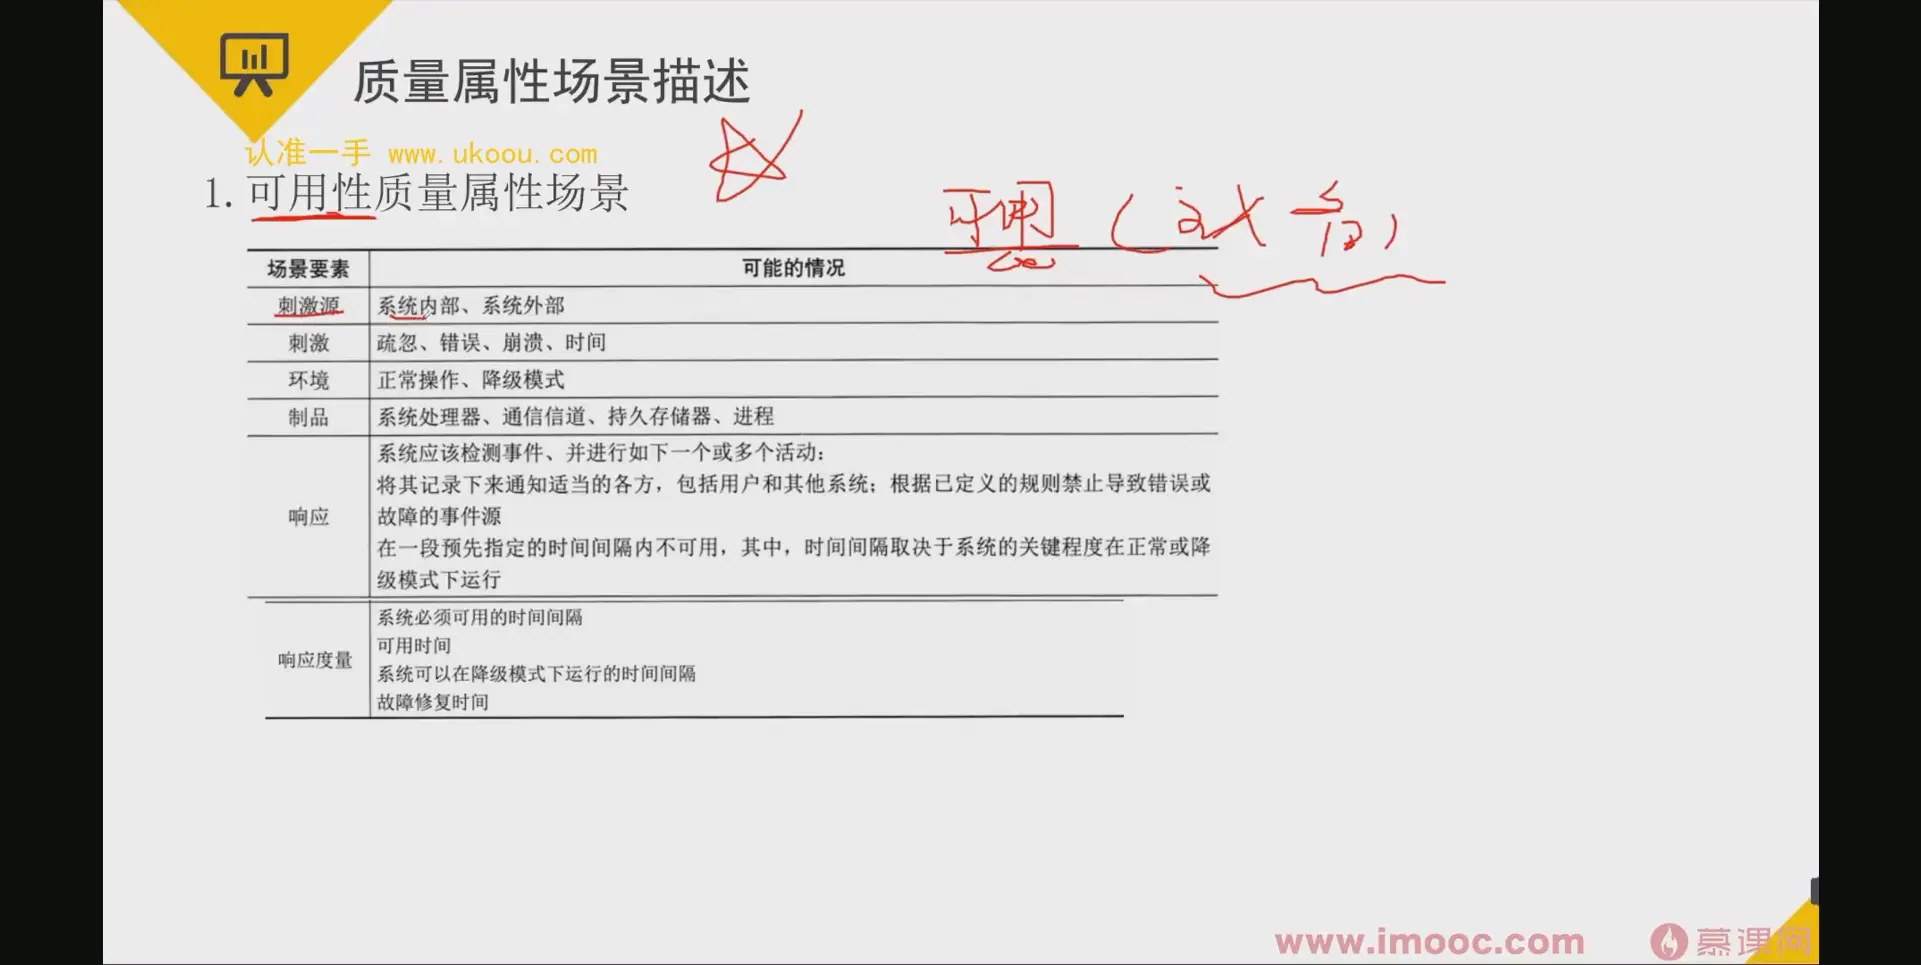 质量属性场景描述
认准一手 www.ukoou.com
1.可用性质量属性场景
可用
场景要素 可能的情况
刺激源 系统内部、系统外部
刺激 疏忽、错误、崩溃、时间
环境 正常操作、降级模式
制品 系统处理器、通信信道、持久存储器、进程
响应
系统应该检测事件、并进行如下一个或多个活动：
将其记录下来通知适当的各方，包括用户和其他系统；根据已定义的规则禁止导致错误或
故障的事件源
在一段预先指定的时间间隔内不可用，其中，时间间隔取决于系统的关键程度在正常或降
级模式下运行
响应度量
系统必须可用的时间间隔
可用时间
系统可以在降级模式下运行的时间间隔
故障修复时间
www.imooc.com 慕课网